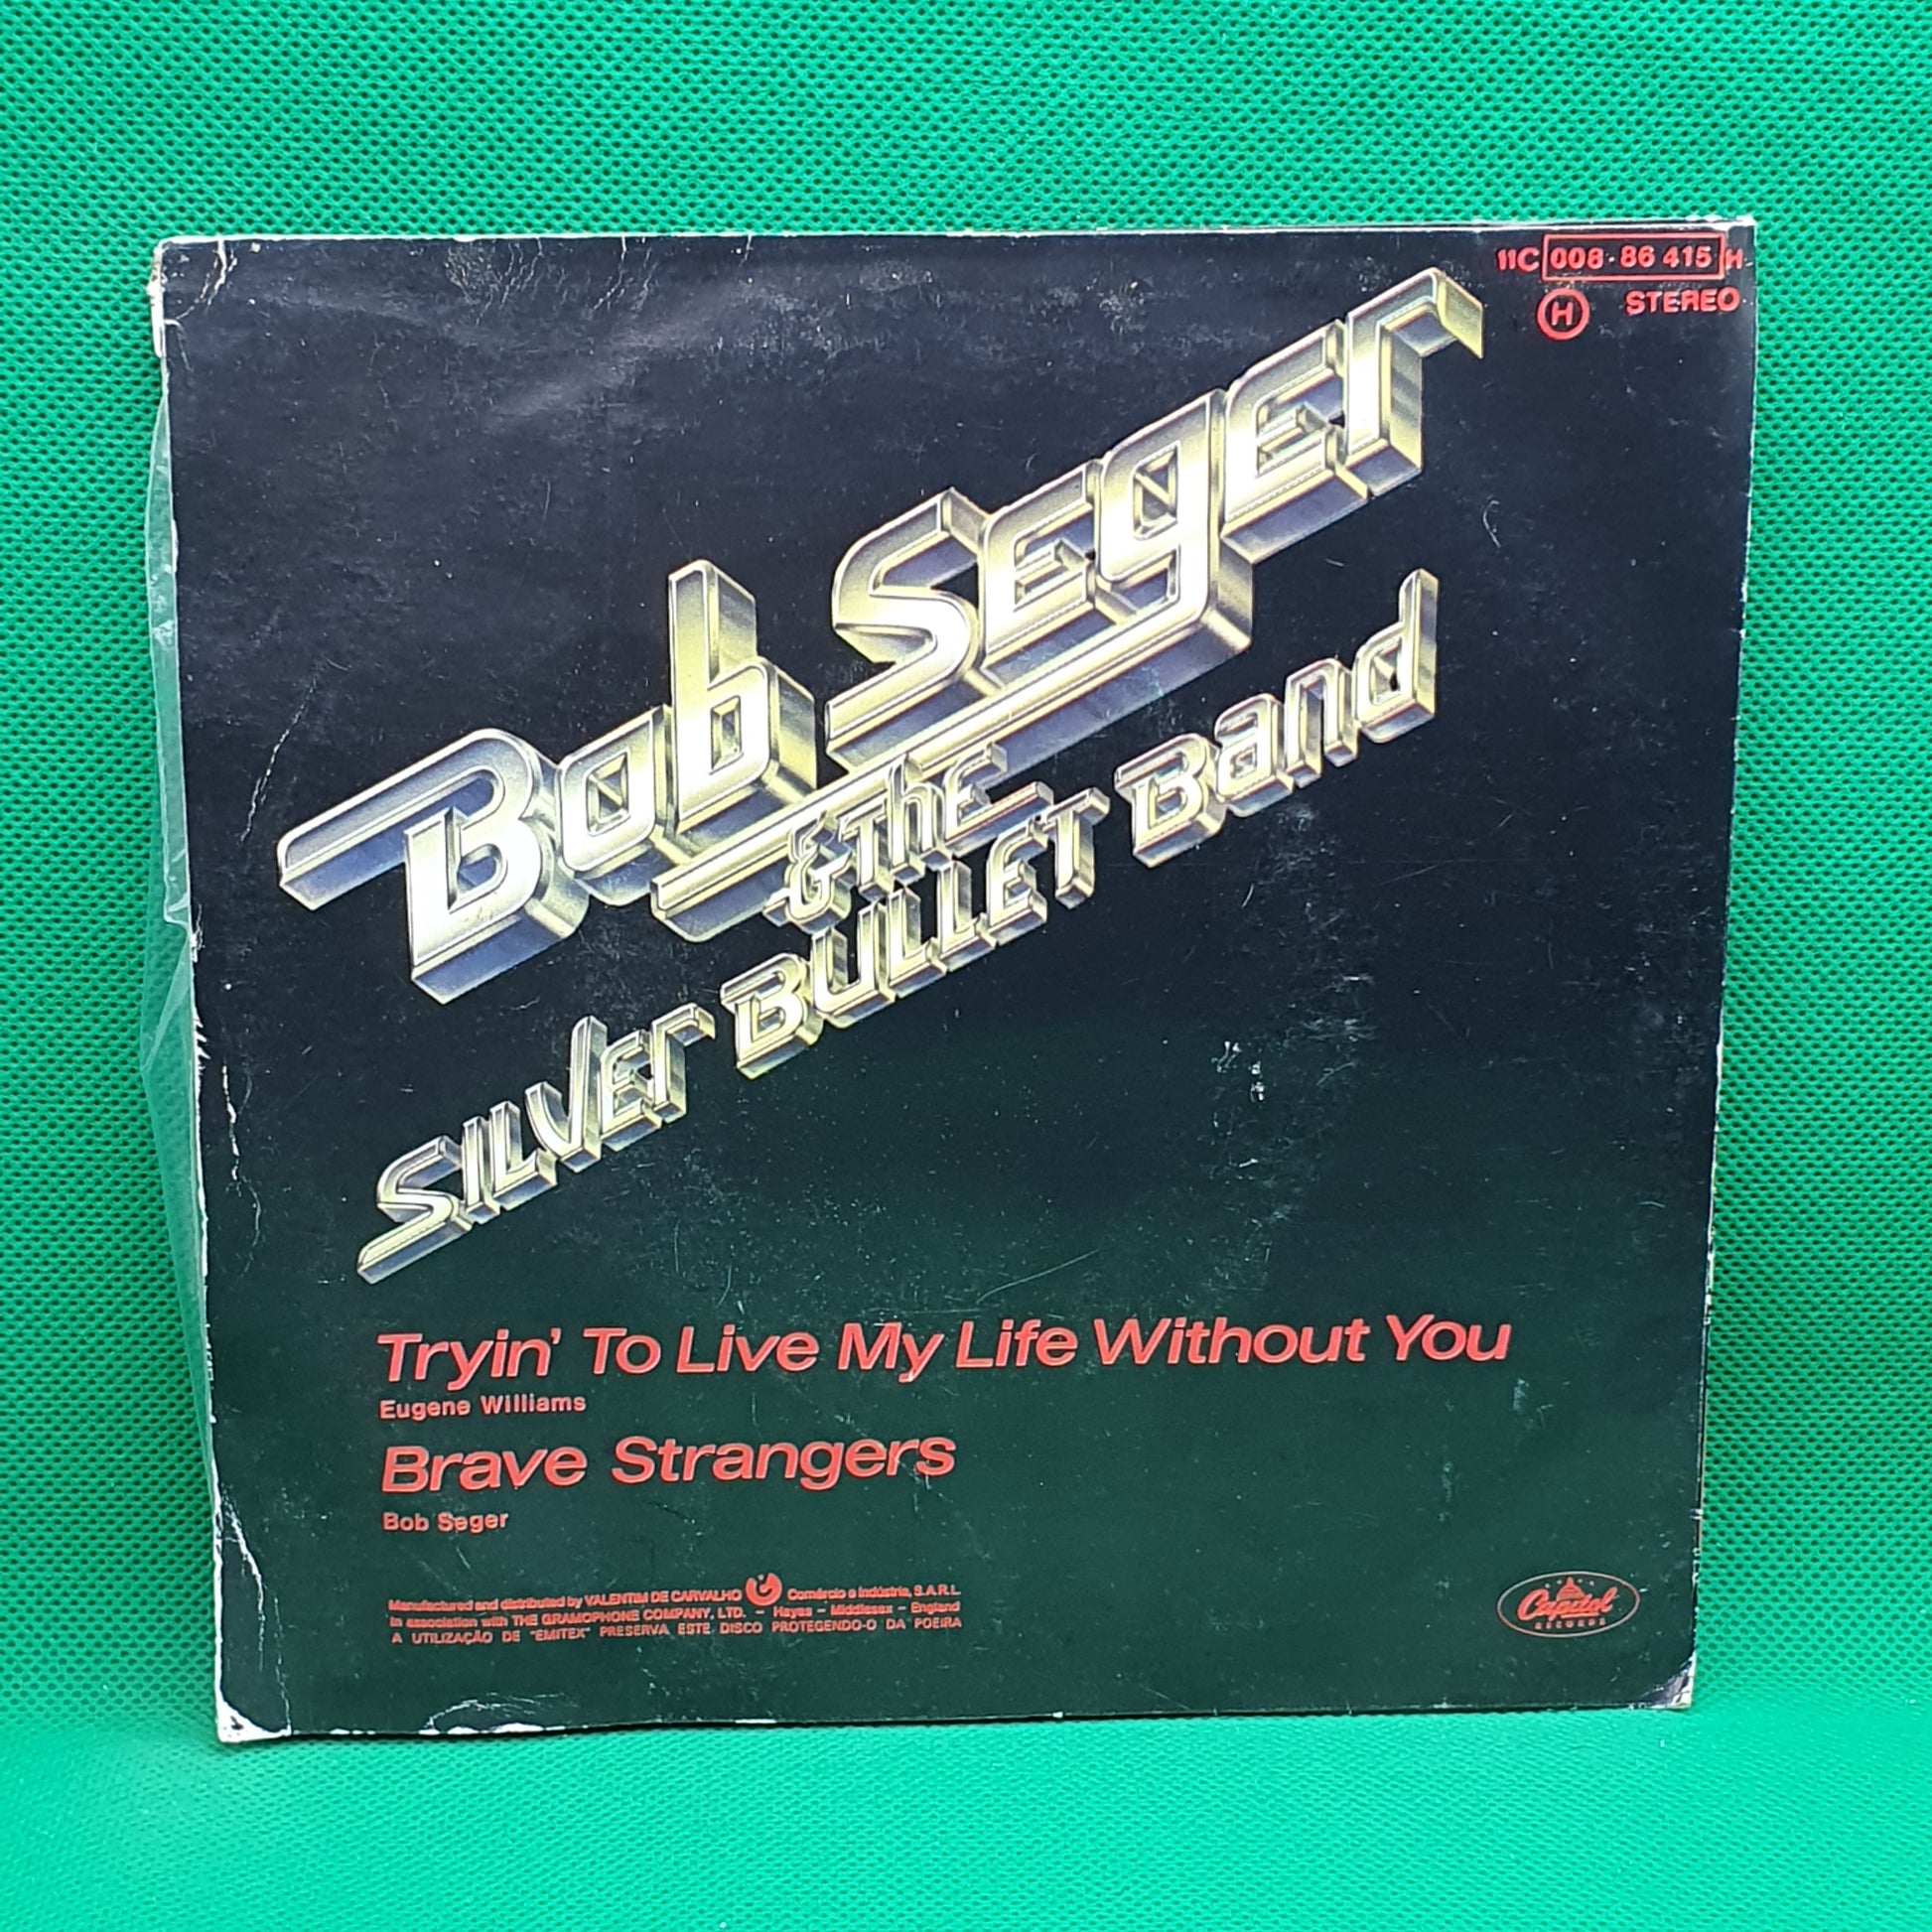 11C 008-86 415 H
H STEREO
Bob Seger
& The
Silver Bullet Band
Tryin' To Live My Life Without You
Eugene Williams
Brave Strangers
Bob Seger
Manufactured and distributed by VALENTIM DE CARVALHO Comércio e Indústria, S.A.R.L.
In association with THE GRAMOPHONE COMPANY, LTD. – Hayes – Middlesex – England
A UTILIZAÇÃO DE "EMITEX" PRESERVA ESTE DISCO PROTEGENDO-O DA POEIRA
Capitol
RECORDS